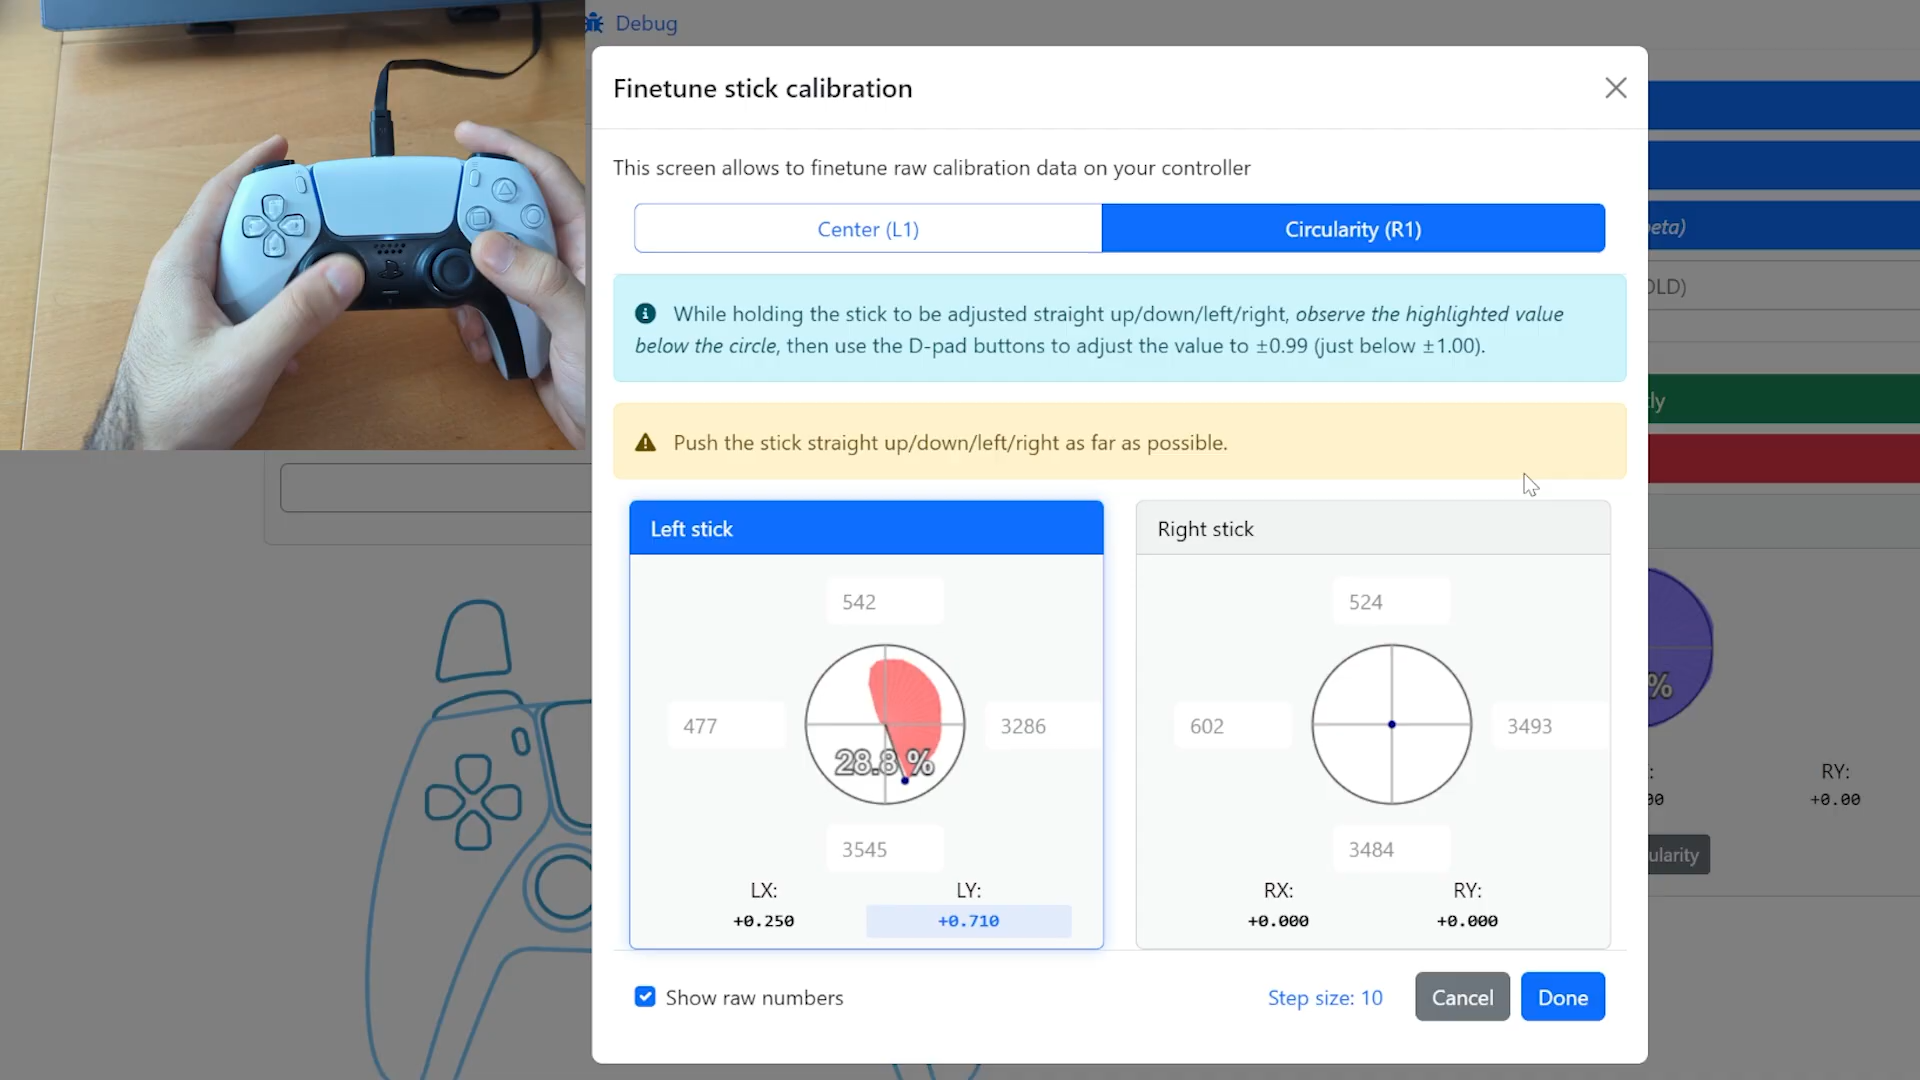 Debug
Finetune stick calibration
This screen allows to finetune raw calibration data on your controller
Center (L1)
Circularity (R1)
While holding the stick to be adjusted straight up/down/left/right, observe the highlighted value
below the circle, then use the D-pad buttons to adjust the value to ±0.99 (just below ±1.00).
Push the stick straight up/down/left/right as far as possible.
Left stick
542
477
3286
28.8 %
3545
LX:
LY:
+0.250
+0.710
Right stick
524
602
3493
3484
RX:
RY:
+0.000
+0.000
Show raw numbers
Step size: 10
Cancel
Done
eta)
OLD)
ly
%
RY:
+0.00
ularity